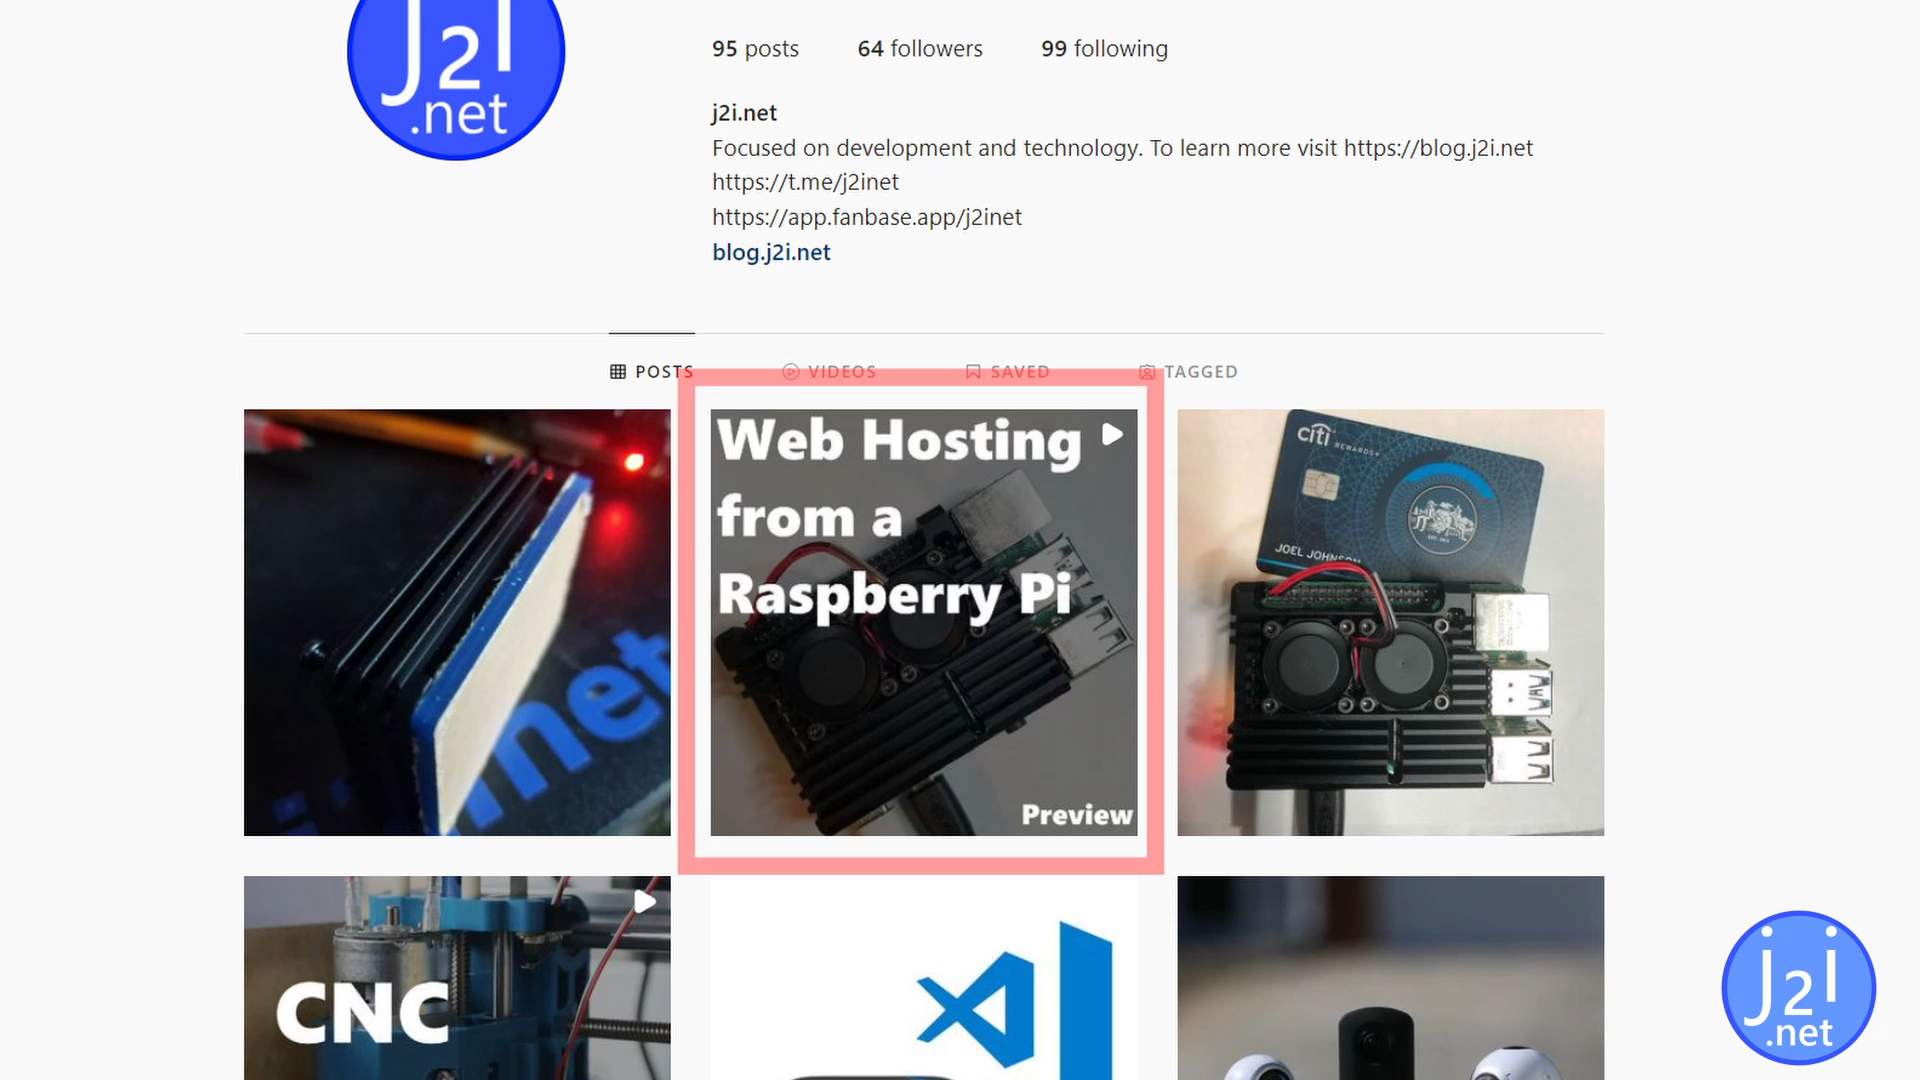 J2I
.net
95 posts 64 followers 99 following
j2i.net
Focused on development and technology. To learn more visit https://blog.j2i.net
https://t.me/j2inet
https://app.fanbase.app/j2inet
blog.j2i.net
POSTS VIDEOS SAVED TAGGED
net
Web Hosting
from a
Raspberry Pi
Preview
citi REWARDS+
JOEL JOHNSON
CNC
j2i
.net